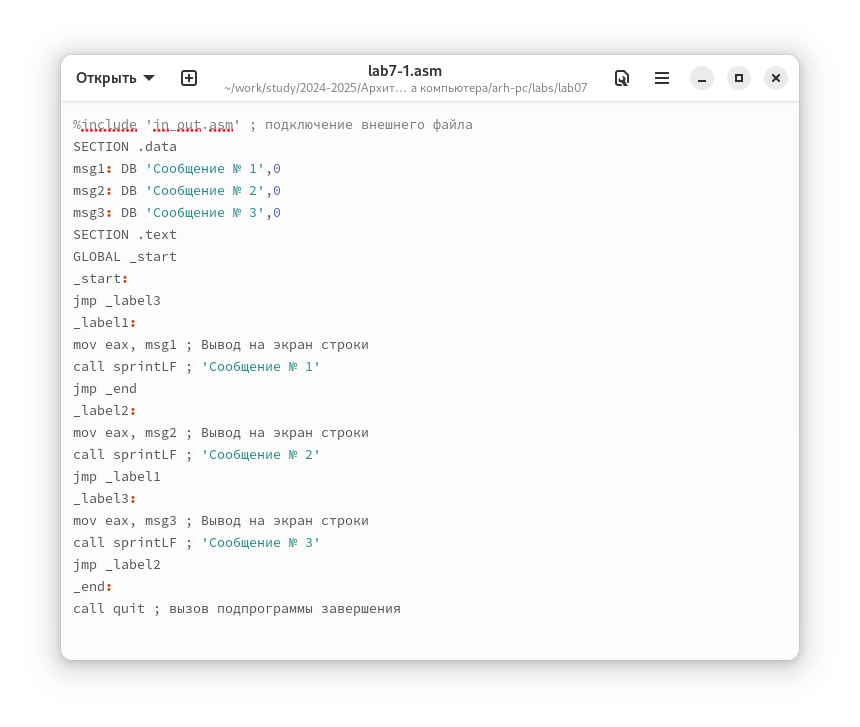 Открыть
lab7-1.asm
~/work/study/2024-2025/Архит… а компьютера/arh-pc/labs/lab07
%include 'in_out.asm' ; подключение внешнего файла
SECTION .data
msg1: DB 'Сообщение № 1',0
msg2: DB 'Сообщение № 2',0
msg3: DB 'Сообщение № 3',0
SECTION .text
GLOBAL _start
_start:
jmp _label3
_label1:
mov eax, msg1 ; Вывод на экран строки
call sprintLF ; 'Сообщение № 1'
jmp _end
_label2:
mov eax, msg2 ; Вывод на экран строки
call sprintLF ; 'Сообщение № 2'
jmp _label1
_label3:
mov eax, msg3 ; Вывод на экран строки
call sprintLF ; 'Сообщение № 3'
jmp _label2
_end:
call quit ; вызов подпрограммы завершения